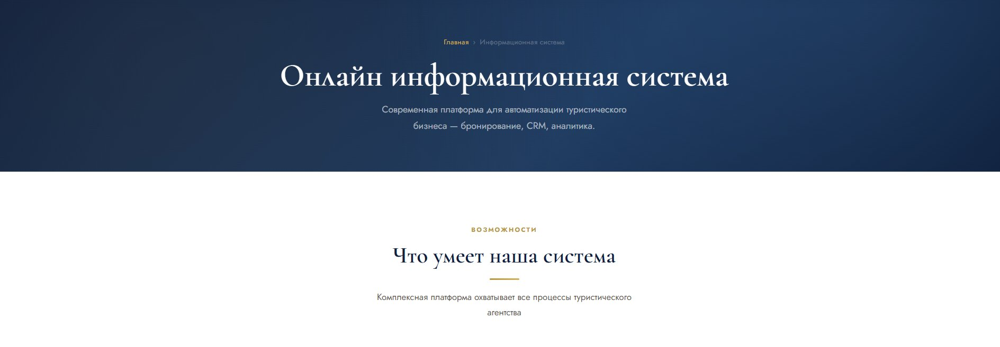 Главная › Информационная система
Онлайн информационная система
Современная платформа для автоматизации туристического
бизнеса — бронирование, CRM, аналитика.
ВОЗМОЖНОСТИ
Что умеет наша система
Комплексная платформа охватывает все процессы туристического
агентства